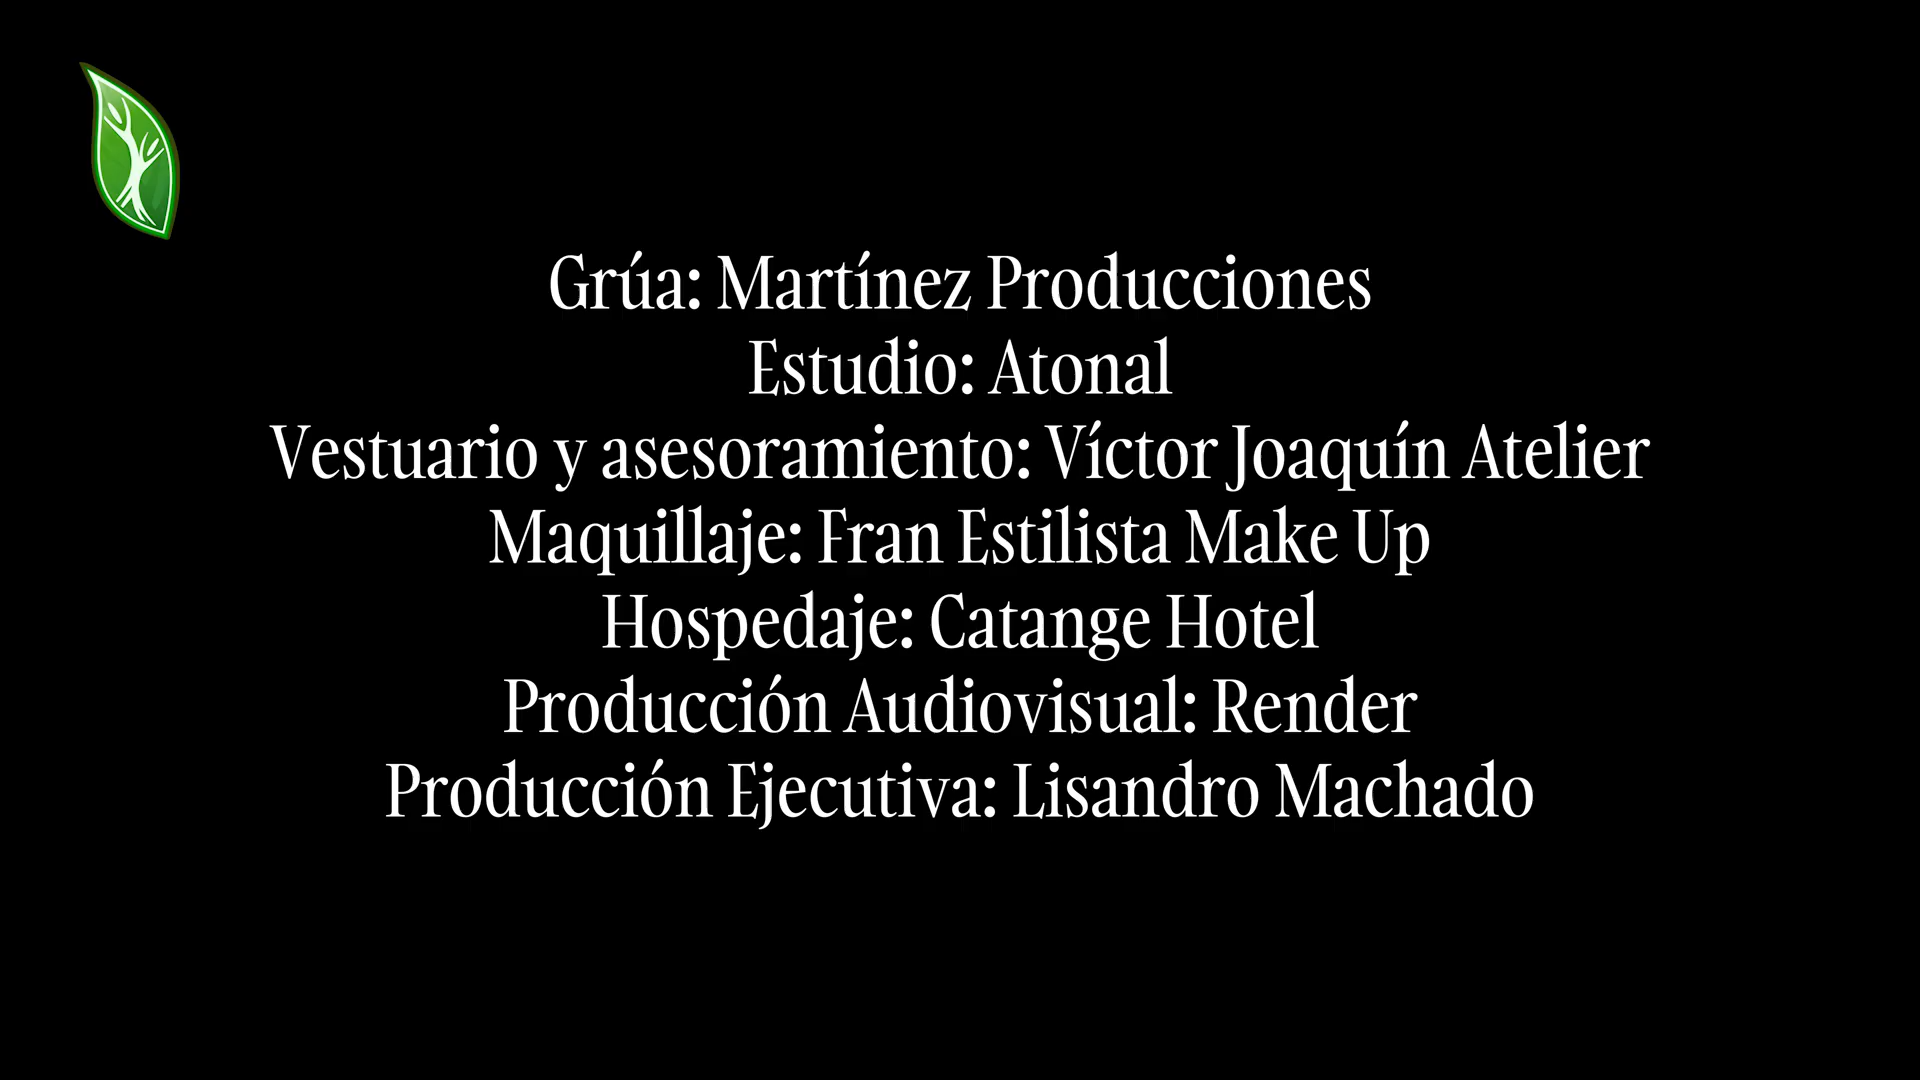 Grúa: Martínez Producciones
Estudio: Atonal
Vestuario y asesoramiento: Víctor Joaquín Atelier
Maquillaje: Fran Estilista Make Up
Hospedaje: Catange Hotel
Producción Audiovisual: Render
Producción Ejecutiva: Lisandro Machado